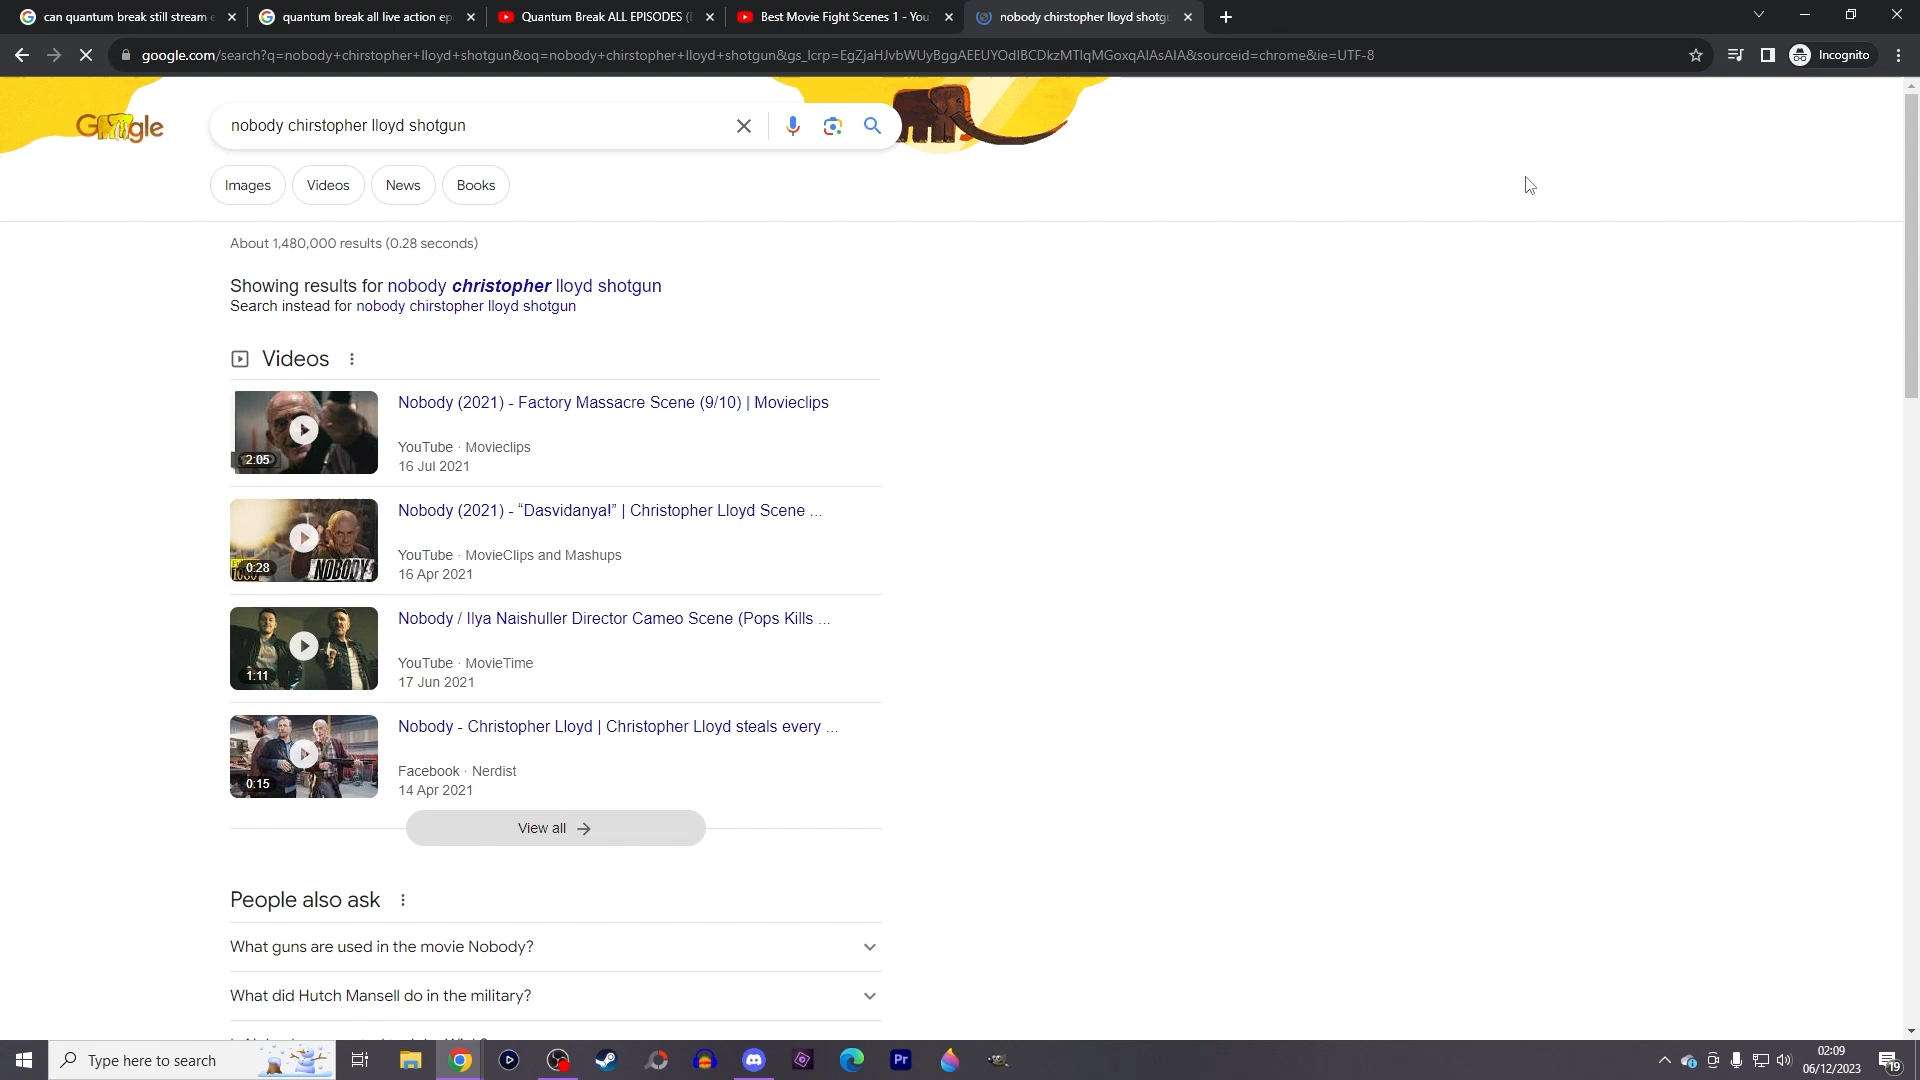 can quantum break still stream e
quantum break all live action ep
Quantum Break ALL EPISODES (
Best Movie Fight Scenes 1 - You
nobody chirstopher lloyd shotgu
google.com/search?q=nobody+chirstopher+lloyd+shotgun&oq=nobody+chirstopher+lloyd+shotgun&gs_lcrp=EgZjaHJvbWUyBggAEEUYOdIBCDkzMTlqMGoxqAIAsAIA&sourceid=chrome&ie=UTF-8
Incognito
Google
nobody chirstopher lloyd shotgun
Images
Videos
News
Books
About 1,480,000 results (0.28 seconds)
Showing results for nobody christopher lloyd shotgun
Search instead for nobody chirstopher lloyd shotgun
Videos
Nobody (2021) - Factory Massacre Scene (9/10) | Movieclips
YouTube · Movieclips
16 Jul 2021
2:05
Nobody (2021) - “Dasvidanya!” | Christopher Lloyd Scene ...
YouTube · MovieClips and Mashups
16 Apr 2021
0:28
NOBODY
Nobody / Ilya Naishuller Director Cameo Scene (Pops Kills ...
YouTube · MovieTime
17 Jun 2021
1:11
Nobody - Christopher Lloyd | Christopher Lloyd steals every ...
Facebook · Nerdist
14 Apr 2021
0:15
View all
People also ask
What guns are used in the movie Nobody?
What did Hutch Mansell do in the military?
Type here to search
Pr
02:09
06/12/2023
19